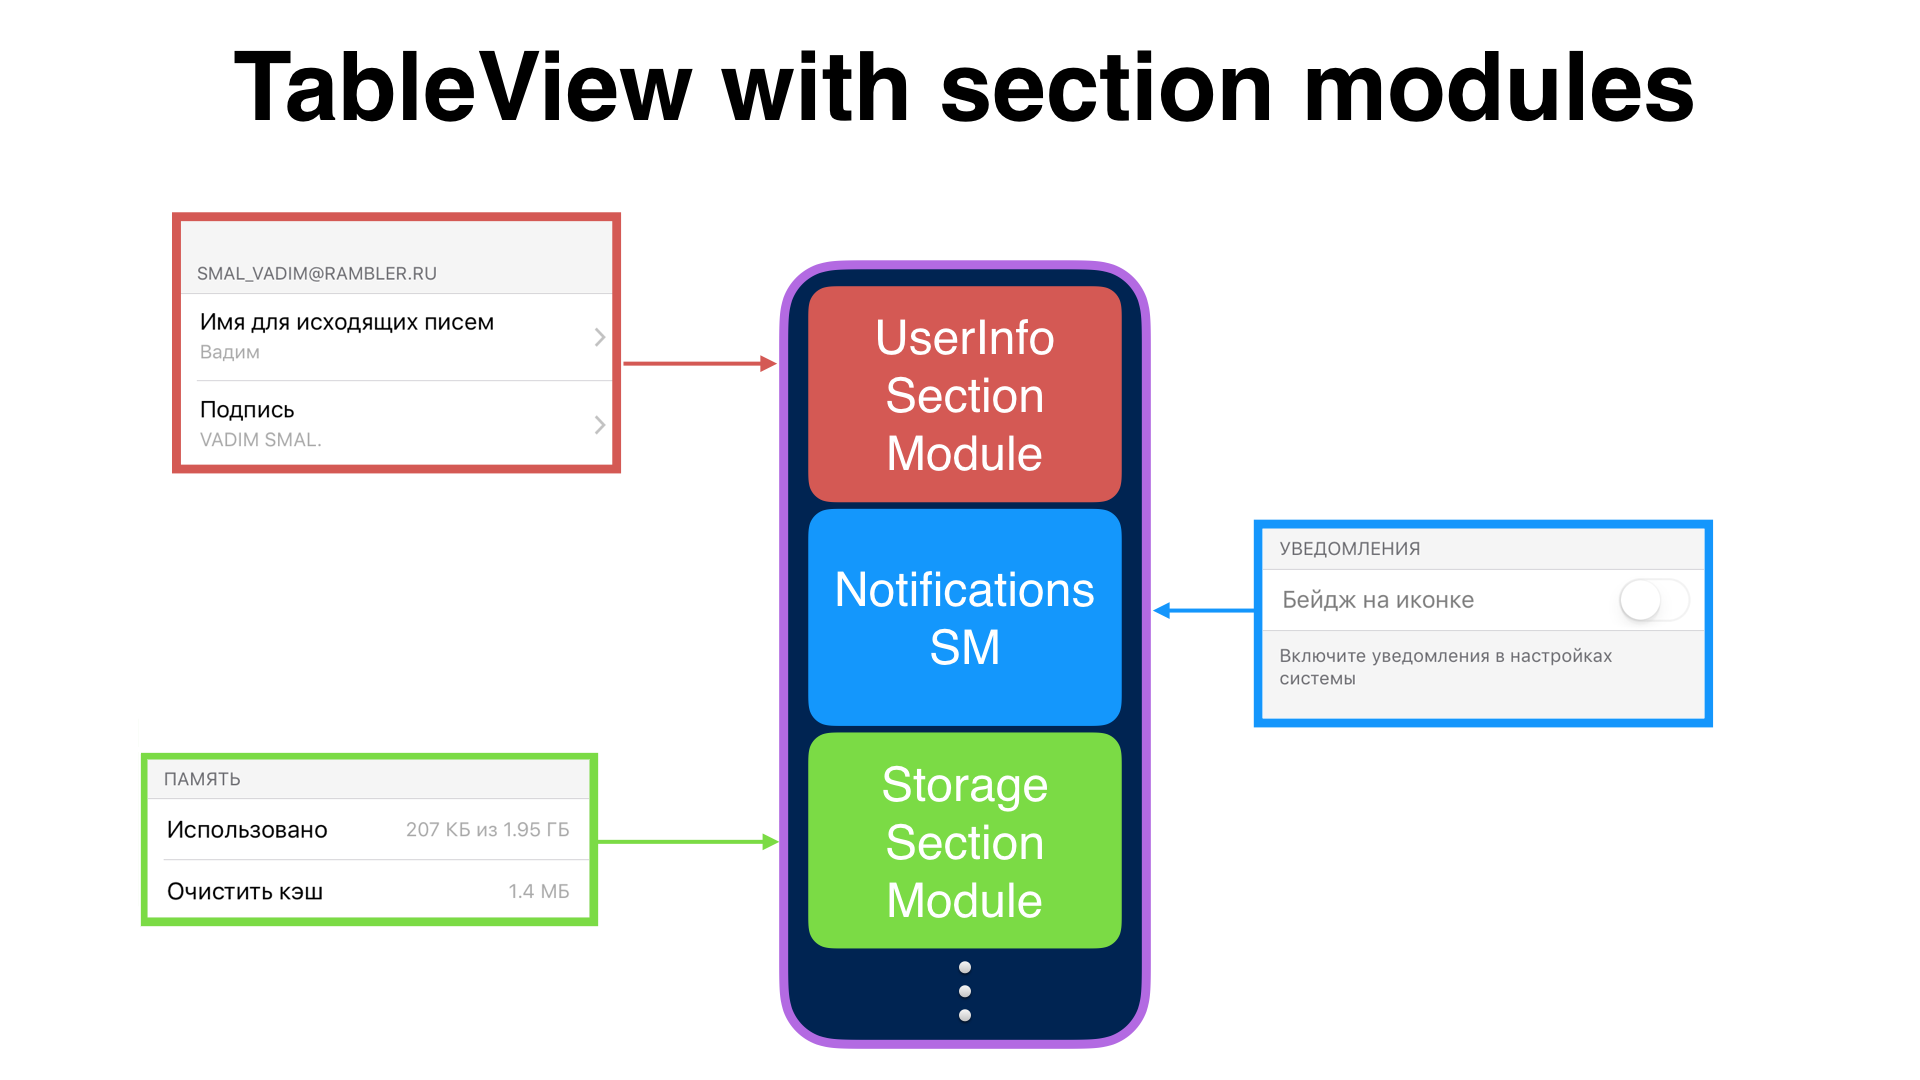 TableView with section modules
SMAL_VADIM@RAMBLER.RU
Имя для исходящих писем
Вадим
Подпись
VADIM SMAL.
UserInfo
Section
Module
Notifications
SM
УВЕДОМЛЕНИЯ
Бейдж на иконке
Включите уведомления в настройках
системы
ПАМЯТЬ
Использовано 207 КБ из 1.95 ГБ
Очистить кэш 1.4 МБ
Storage
Section
Module